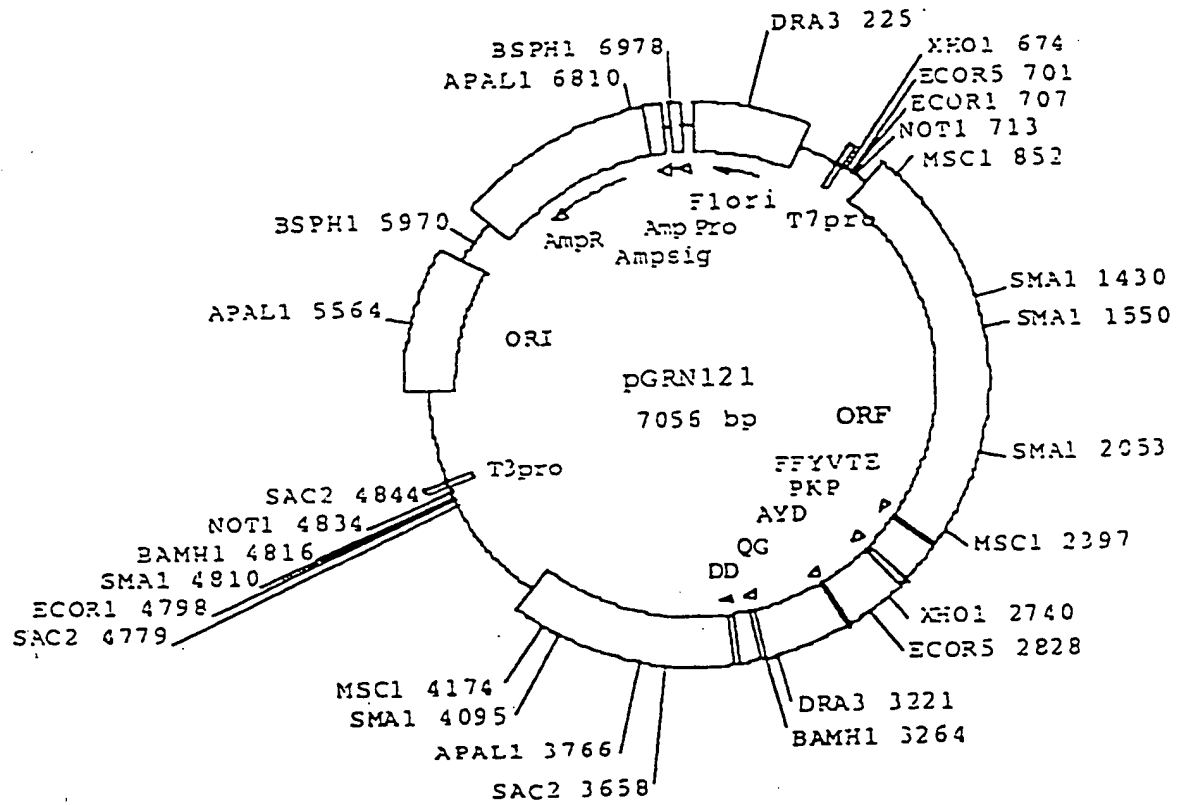 DRA3 225
BSPH1 6978
XHO1 674
APAL1 6810
ECOR5 701
ECOR1 707
NOT1 713
MSC1 852
F1ori
T7pro
BSPH1 5970
AmpR
Amp Pro
Ampsig
SMA1 1430
APAL1 5564
SMA1 1550
ORI
pGRN121
7056 bp
ORF
SMA1 2053
FFYVTE
T3pro
PKP
SAC2 4844
AYD
NOT1 4834
MSC1 2397
BAMH1 4816
QG
SMA1 4810
DD
ECOR1 4798
XHO1 2740
SAC2 4779
ECOR5 2828
MSC1 4174
DRA3 3221
SMA1 4095
BAMH1 3264
APAL1 3766
SAC2 3658